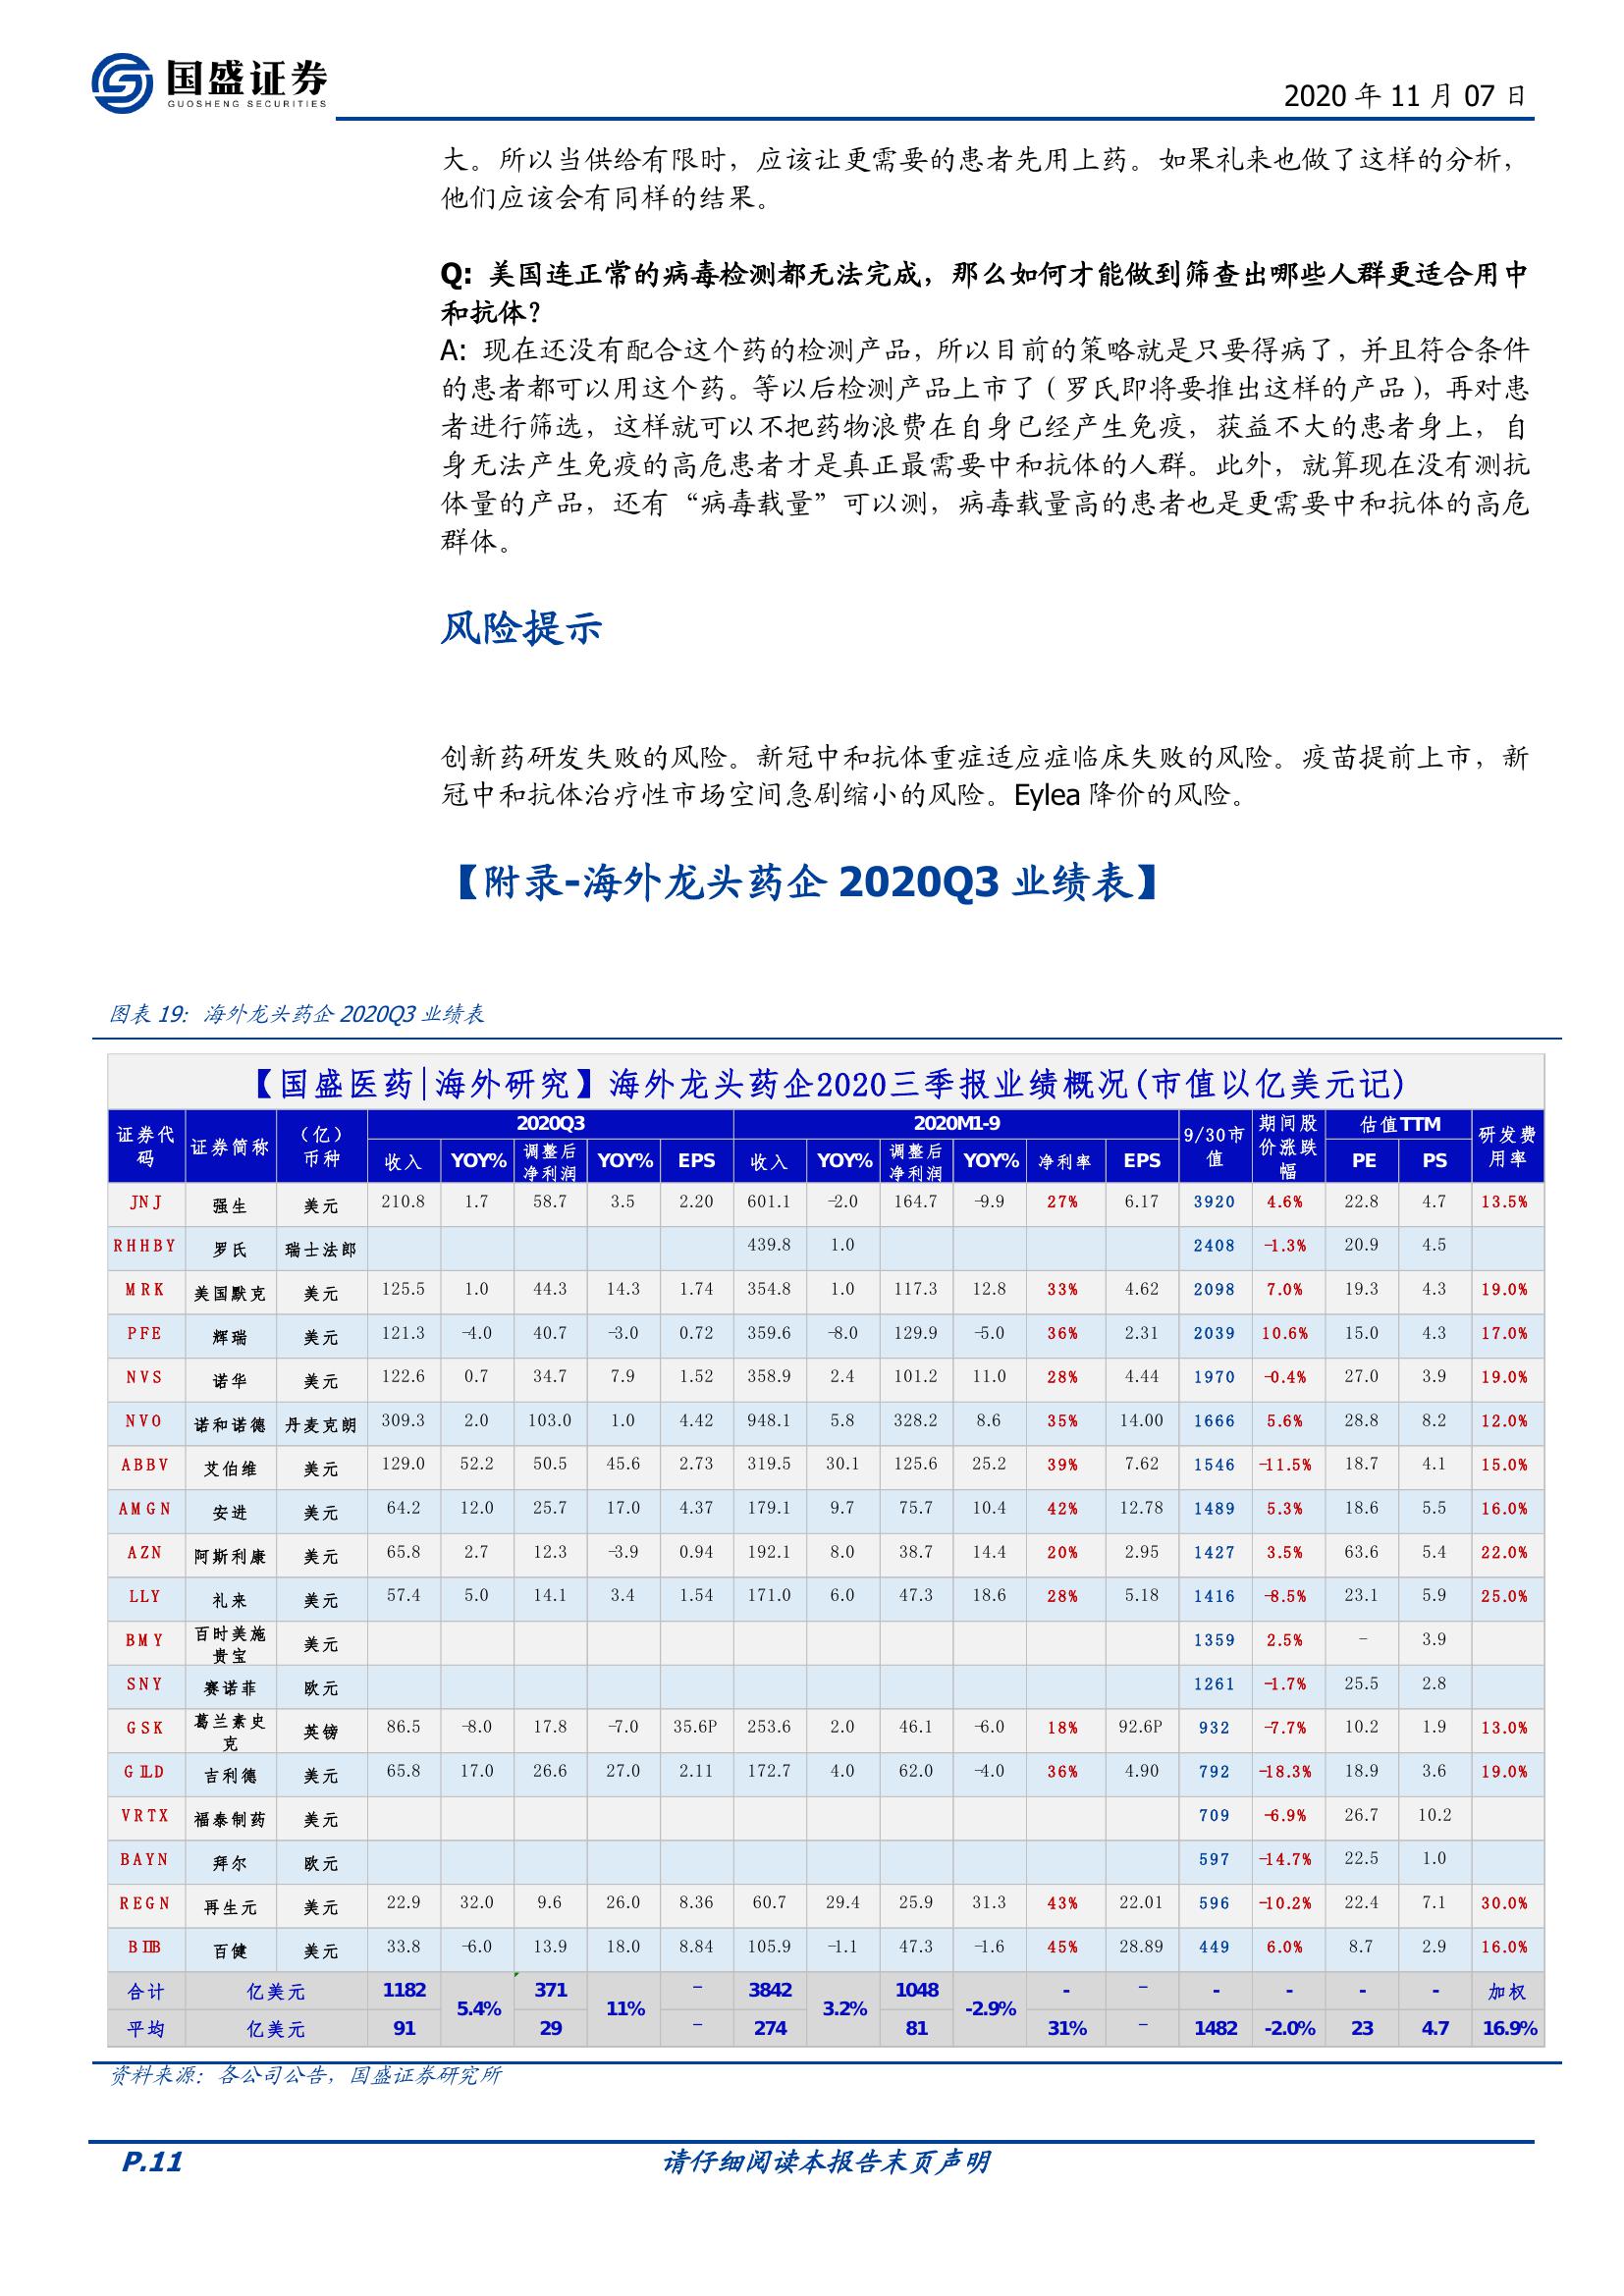 国盛证券
GUOSHENG SECURITIES
2020 年 11 月 07 日
大。所以当供给有限时，应该让更需要的患者先用上药。如果礼来也做了这样的分析，
他们应该会有同样的结果。
Q: 美国连正常的病毒检测都无法完成，那么如何才能做到筛查出哪些人群更适合用中
和抗体？
A: 现在还没有配合这个药的检测产品，所以目前的策略就是只要得病了，并且符合条件
的患者都可以用这个药。等以后检测产品上市了（罗氏即将要推出这样的产品），再对患
者进行筛选，这样就可以不把药物浪费在自身已经产生免疫，获益不大的患者身上，自
身无法产生免疫的高危患者才是真正最需要中和抗体的人群。此外，就算现在没有测抗
体量的产品，还有“病毒载量”可以测，病毒载量高的患者也是更需要中和抗体的高危
群体。
风险提示
创新药研发失败的风险。新冠中和抗体重症适应症临床失败的风险。疫苗提前上市，新
冠中和抗体治疗性市场空间急剧缩小的风险。Eylea 降价的风险。
【附录-海外龙头药企 2020Q3 业绩表】
图表 19：海外龙头药企 2020Q3 业绩表
【国盛医药|海外研究】海外龙头药企2020三季报业绩概况(市值以亿美元记)
证券代码 证券简称 （亿）币种 2020Q3 2020M1-9 9/30市值 期间股价涨跌幅 估值TTM 研发费用率
收入 YOY% 调整后净利润 YOY% EPS 收入 YOY% 调整后净利润 YOY% 净利率 EPS PE PS
JNJ 强生 美元 210.8 1.7 58.7 3.5 2.20 601.1 -2.0 164.7 -9.9 27% 6.17 3920 4.6% 22.8 4.7 13.5%
RHHBY 罗氏 瑞士法郎 439.8 1.0 2408 -1.3% 20.9 4.5
MRK 美国默克 美元 125.5 1.0 44.3 14.3 1.74 354.8 1.0 117.3 12.8 33% 4.62 2098 7.0% 19.3 4.3 19.0%
PFE 辉瑞 美元 121.3 -4.0 40.7 -3.0 0.72 359.6 -8.0 129.9 -5.0 36% 2.31 2039 10.6% 15.0 4.3 17.0%
NVS 诺华 美元 122.6 0.7 34.7 7.9 1.52 358.9 2.4 101.2 11.0 28% 4.44 1970 -0.4% 27.0 3.9 19.0%
NVO 诺和诺德 丹麦克朗 309.3 2.0 103.0 1.0 4.42 948.1 5.8 328.2 8.6 35% 14.00 1666 5.6% 28.8 8.2 12.0%
ABBV 艾伯维 美元 129.0 52.2 50.5 45.6 2.73 319.5 30.1 125.6 25.2 39% 7.62 1546 -11.5% 18.7 4.1 15.0%
AMGN 安进 美元 64.2 12.0 25.7 17.0 4.37 179.1 9.7 75.7 10.4 42% 12.78 1489 5.3% 18.6 5.5 16.0%
AZN 阿斯利康 美元 65.8 2.7 12.3 -3.9 0.94 192.1 8.0 38.7 14.4 20% 2.95 1427 3.5% 63.6 5.4 22.0%
LLY 礼来 美元 57.4 5.0 14.1 3.4 1.54 171.0 6.0 47.3 18.6 28% 5.18 1416 -8.5% 23.1 5.9 25.0%
BMY 百时美施贵宝 美元 1359 2.5% - 3.9
SNY 赛诺菲 欧元 1261 -1.7% 25.5 2.8
GSK 葛兰素史克 英镑 86.5 -8.0 17.8 -7.0 35.6P 253.6 2.0 46.1 -6.0 18% 92.6P 932 -7.7% 10.2 1.9 13.0%
GILD 吉利德 美元 65.8 17.0 26.6 27.0 2.11 172.7 4.0 62.0 -4.0 36% 4.90 792 -18.3% 18.9 3.6 19.0%
VRTX 福泰制药 美元 709 -6.9% 26.7 10.2
BAYN 拜尔 欧元 597 -14.7% 22.5 1.0
REGN 再生元 美元 22.9 32.0 9.6 26.0 8.36 60.7 29.4 25.9 31.3 43% 22.01 596 -10.2% 22.4 7.1 30.0%
BIIB 百健 美元 33.8 -6.0 13.9 18.0 8.84 105.9 -1.1 47.3 -1.6 45% 28.89 449 6.0% 8.7 2.9 16.0%
合计 亿美元 1182 5.4% 371 11% - 3842 3.2% 1048 -2.9% - - - - - - 加权
平均 亿美元 91 29 - 274 81 31% - 1482 -2.0% 23 4.7 16.9%
资料来源：各公司公告，国盛证券研究所
P.11
请仔细阅读本报告末页声明